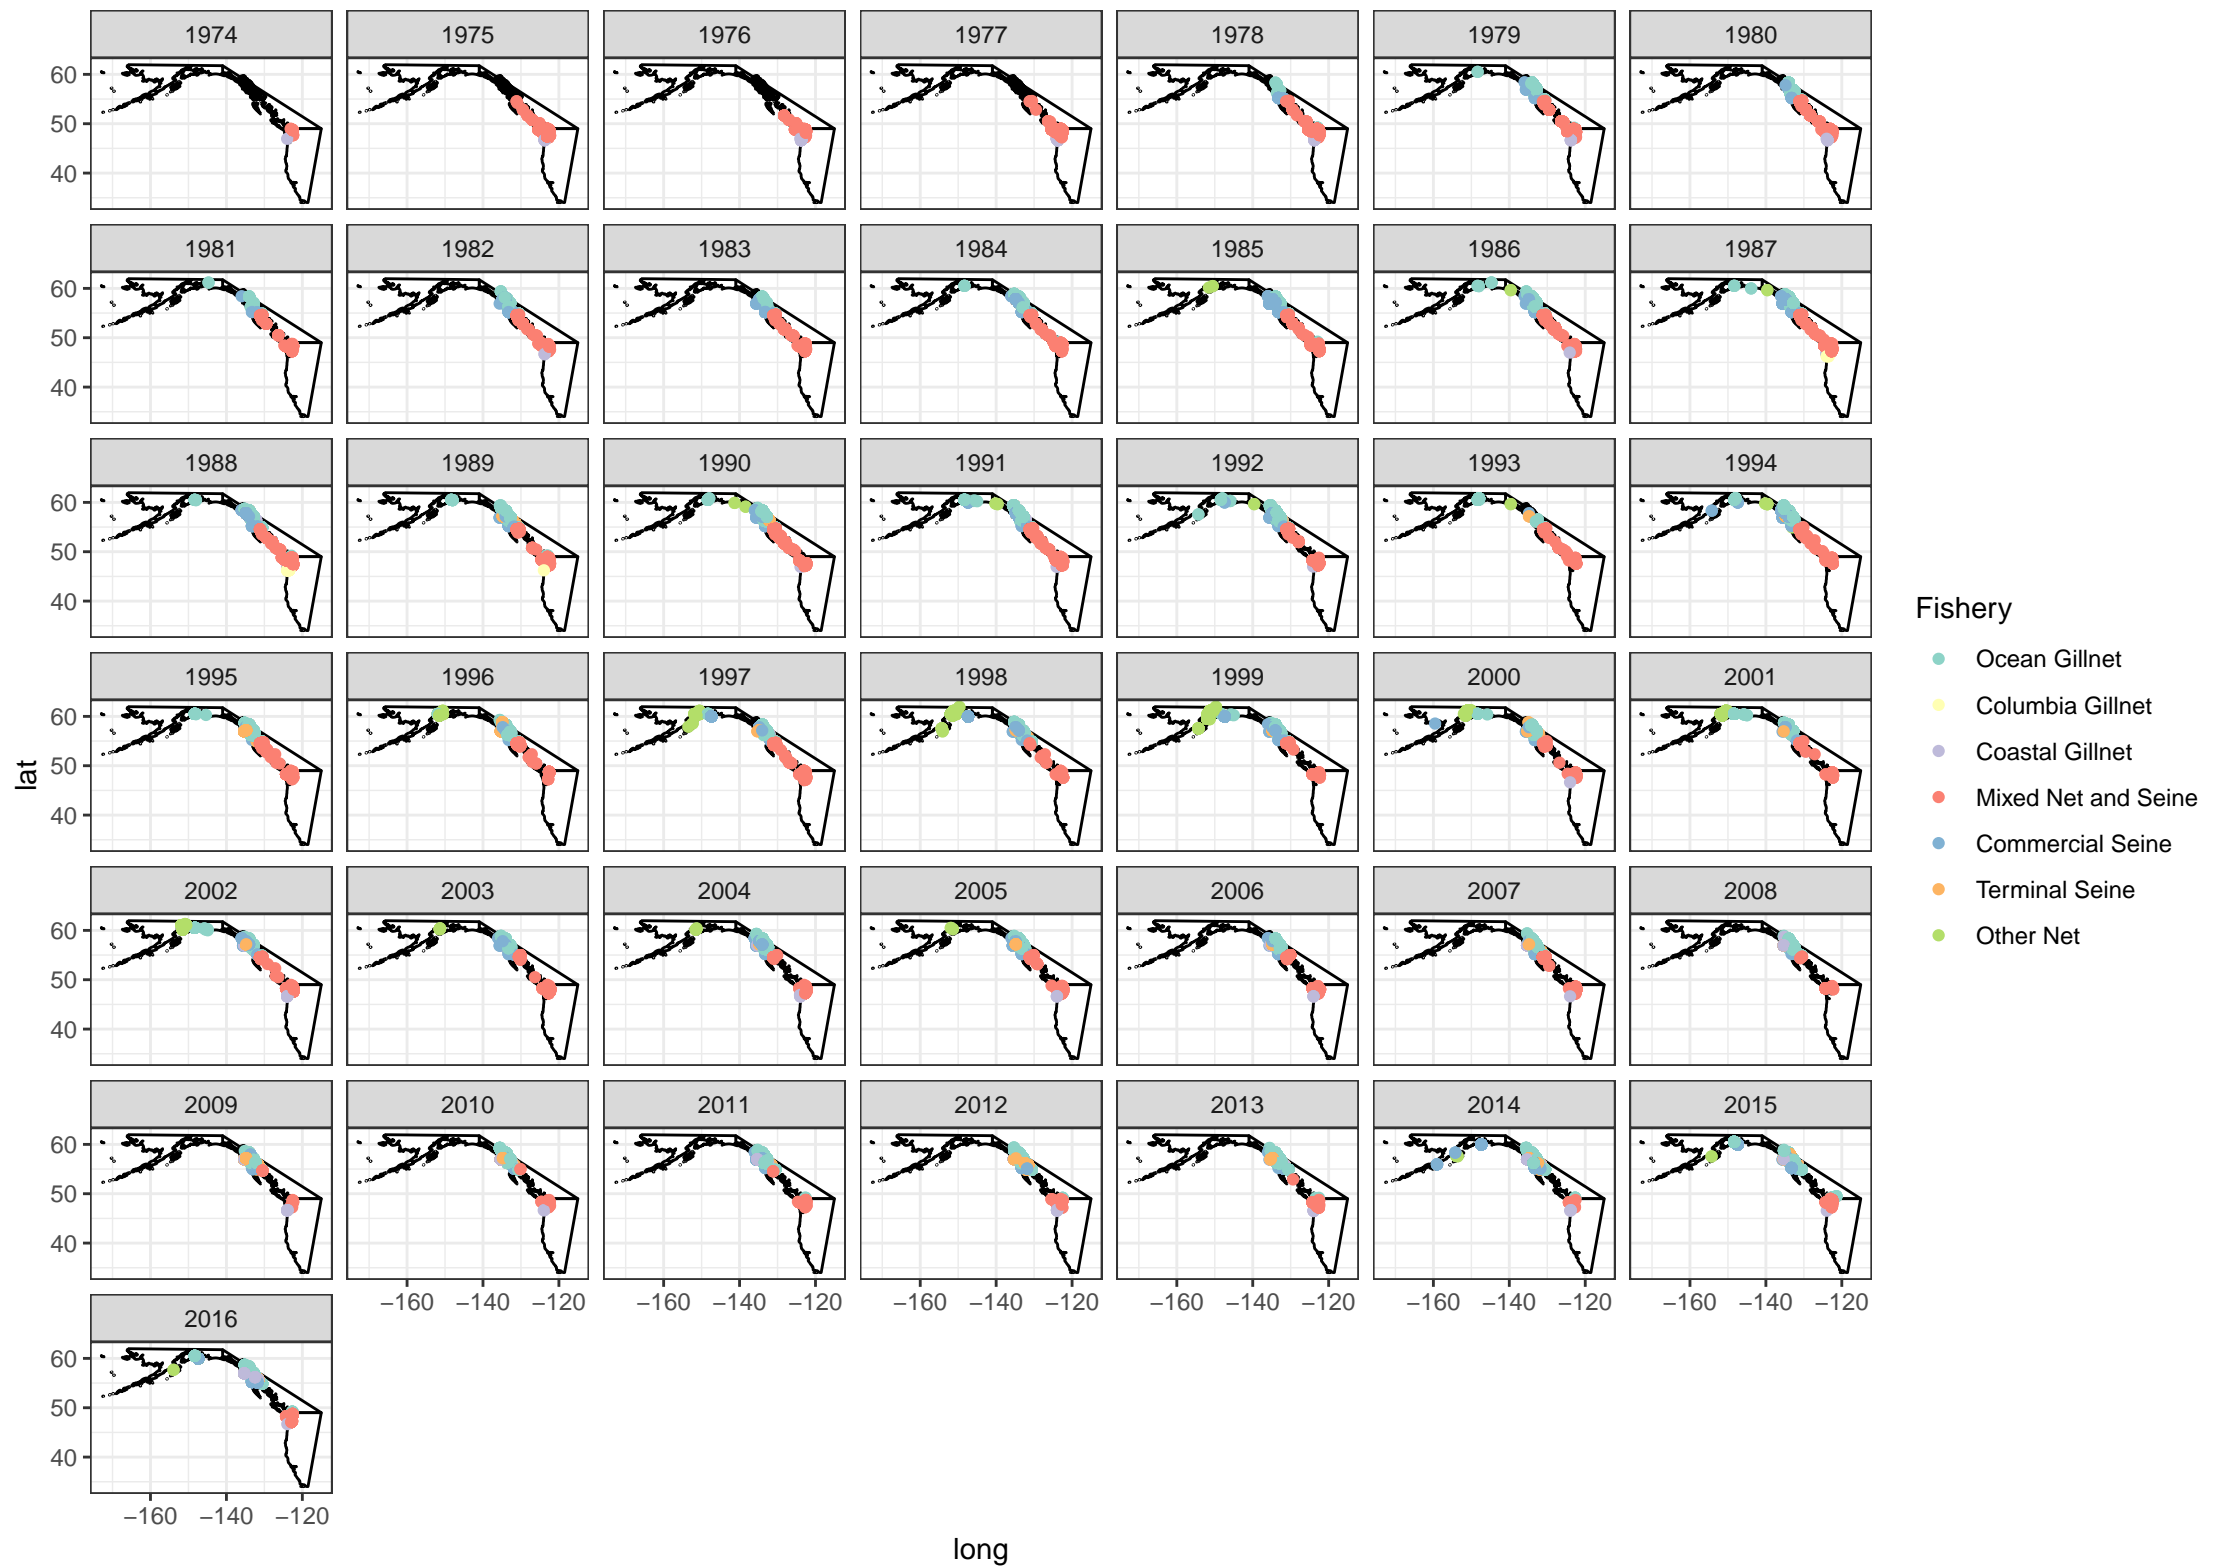 1974 1975 1976 1977 1978 1979 1980
60
50
40
1981 1982 1983 1984 1985 1986 1987
60
50
40
1988 1989 1990 1991 1992 1993 1994
60
50
40
1995 1996 1997 1998 1999 2000 2001
60
50
40
2002 2003 2004 2005 2006 2007 2008
60
50
40
2009 2010 2011 2012 2013 2014 2015
60
50
40
−160 −140 −120 −160 −140 −120 −160 −140 −120 −160 −140 −120 −160 −140 −120 −160 −140 −120
2016
60
50
40
−160 −140 −120
long
lat
Fishery
Ocean Gillnet
Columbia Gillnet
Coastal Gillnet
Mixed Net and Seine
Commercial Seine
Terminal Seine
Other Net